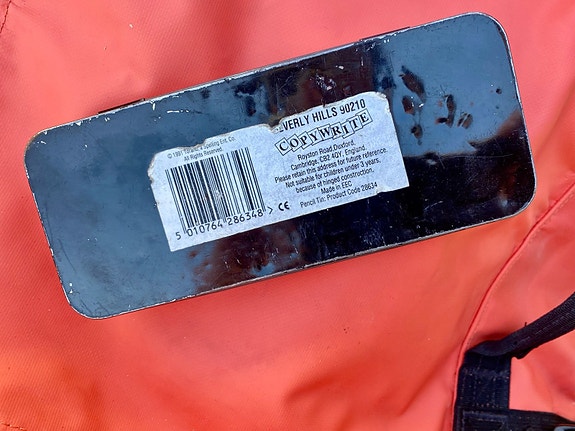 © 1991 Torand, a Spelling Ent. Co.
All Rights Reserved.
5 010764 286348 >
CE
EVERLY HILLS 90210
COPYWRITE
Royston Road, Duxford,
Cambridge, CB2 4QY, England.
Please retain this address for future reference.
Not suitable for children under 3 years,
because of hinged construction.
Made in EEC
Pencil Tin: Product Code 28634